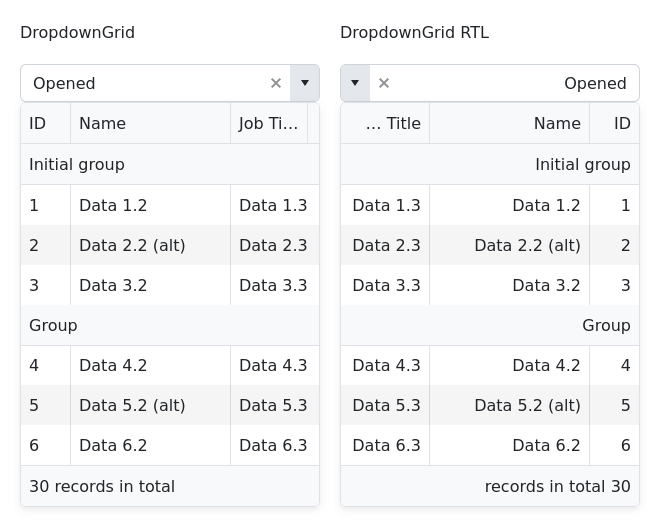 DropdownGrid
Opened
ID Name Job Ti...
Initial group
1 Data 1.2 Data 1.3
2 Data 2.2 (alt) Data 2.3
3 Data 3.2 Data 3.3
Group
4 Data 4.2 Data 4.3
5 Data 5.2 (alt) Data 5.3
6 Data 6.2 Data 6.3
30 records in total
DropdownGrid RTL
Opened
... Title Name ID
Initial group
Data 1.3 Data 1.2 1
Data 2.3 Data 2.2 (alt) 2
Data 3.3 Data 3.2 3
Group
Data 4.3 Data 4.2 4
Data 5.3 Data 5.2 (alt) 5
Data 6.3 Data 6.2 6
records in total 30